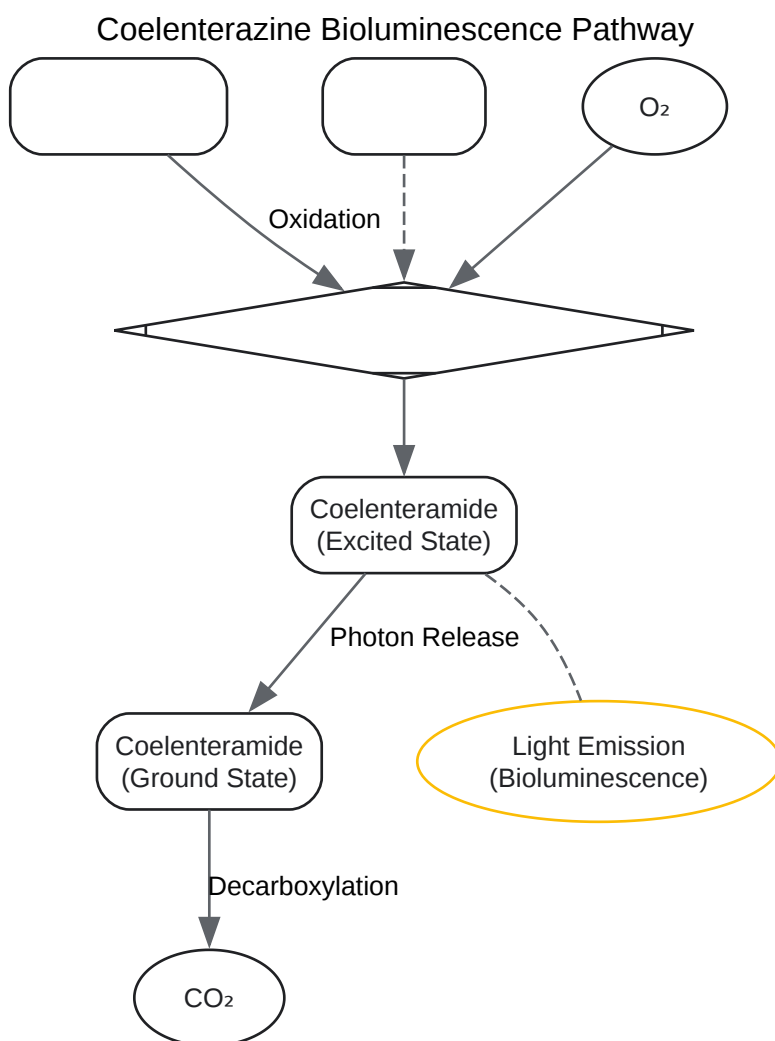 Coelenterazine Bioluminescence Pathway
O₂
Oxidation
Coelenteramide
(Excited State)
Photon Release
Coelenteramide
(Ground State)
Light Emission
(Bioluminescence)
Decarboxylation
CO₂